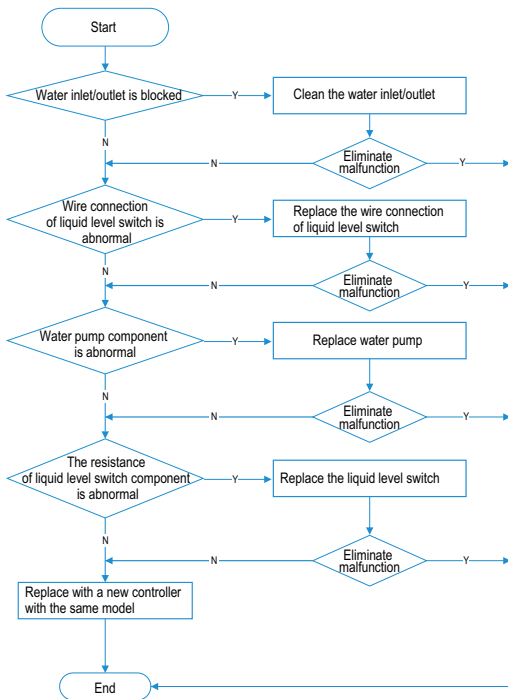 Start
Water inlet/outlet is blocked
Y
Clean the water inlet/outlet
N
N
Eliminate
malfunction
Y
Wire connection
of liquid level switch is
abnormal
Y
Replace the wire connection
of liquid level switch
N
N
Eliminate
malfunction
Y
Water pump component
is abnormal
Y
Replace water pump
N
N
Eliminate
malfunction
Y
The resistance
of liquid level switch component
is abnormal
Y
Replace the liquid level switch
N
N
Eliminate
malfunction
Y
Replace with a new controller
with the same model
End